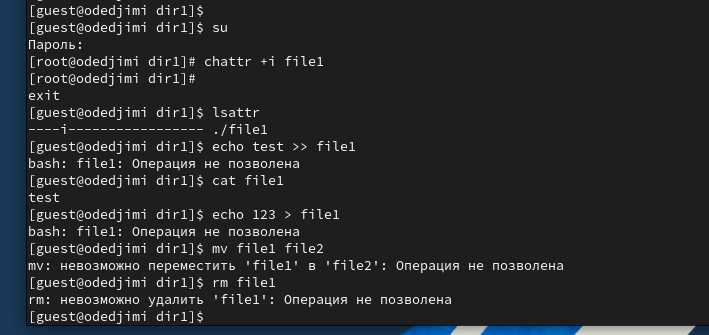 [guest@odedjimi dir1]$
[guest@odedjimi dir1]$ su
Пароль:
[root@odedjimi dir1]# chattr +i file1
[root@odedjimi dir1]#
exit
[guest@odedjimi dir1]$ lsattr
----i----------------- ./file1
[guest@odedjimi dir1]$ echo test >> file1
bash: file1: Операция не позволена
[guest@odedjimi dir1]$ cat file1
test
[guest@odedjimi dir1]$ echo 123 > file1
bash: file1: Операция не позволена
[guest@odedjimi dir1]$ mv file1 file2
mv: невозможно переместить 'file1' в 'file2': Операция не позволена
[guest@odedjimi dir1]$ rm file1
rm: невозможно удалить 'file1': Операция не позволена
[guest@odedjimi dir1]$